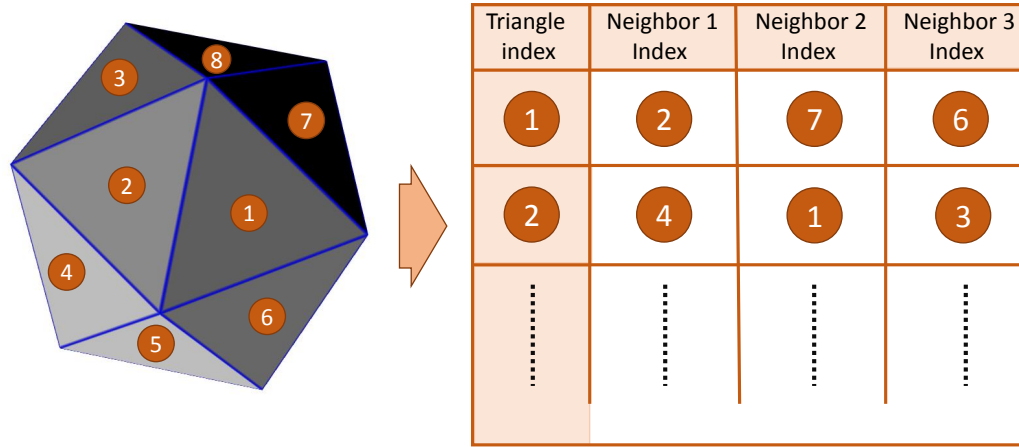 Triangle index
Neighbor 1 Index
Neighbor 2 Index
Neighbor 3 Index
1 2 7 6
2 4 1 3
8
3
7
2
1
4
6
5